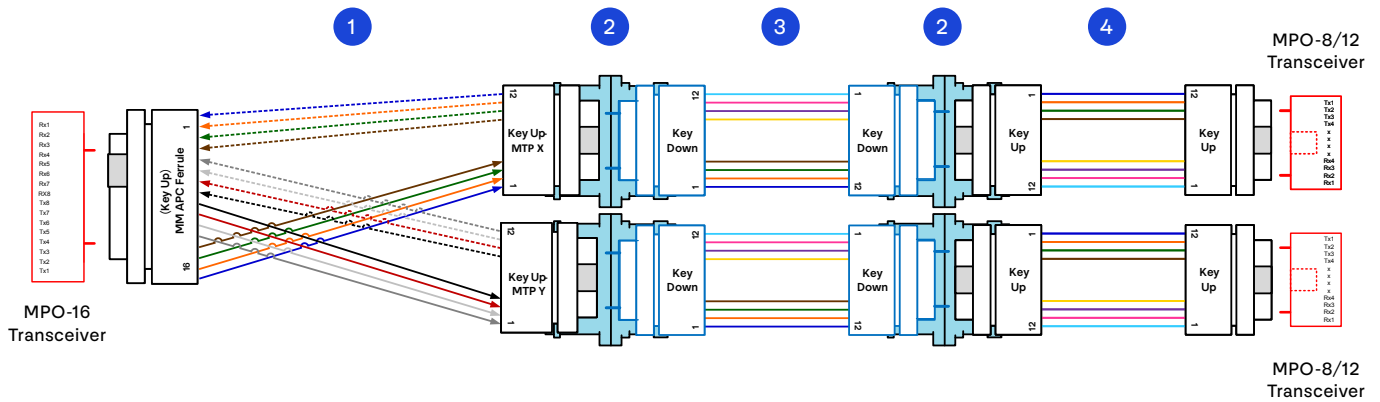 1
2
3
2
4
MPO-8/12
Transceiver
Rx1
Rx2
Rx3
Rx4
Rx5
Rx6
Rx7
RX8
Tx8
Tx7
Tx6
Tx5
Tx4
Tx3
Tx2
Tx1
MPO-16
Transceiver
(Key Up)
MM APC Ferrule
1
16
12
Key Up
MTP X
1
12
Key
Down
1
1
Key
Down
12
1
Key
Up
12
12
Key
Up
1
Tx1
Tx2
Tx3
Tx4
x
x
x
x
Rx4
Rx3
Rx2
Rx1
12
Key Up
MTP Y
1
12
Key
Down
1
1
Key
Down
12
1
Key
Up
12
12
Key
Up
1
Tx1
Tx2
Tx3
Tx4
x
x
x
x
Rx4
Rx3
Rx2
Rx1
MPO-8/12
Transceiver